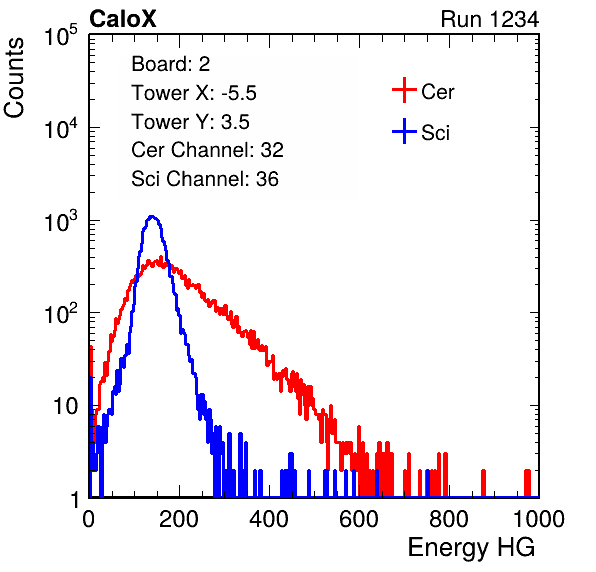 CaloX Run 1234
Counts
10^5
10^4
10^3
10^2
10
1
Board: 2
Tower X: -5.5
Tower Y: 3.5
Cer Channel: 32
Sci Channel: 36
Cer
Sci
0 200 400 600 800 1000
Energy HG